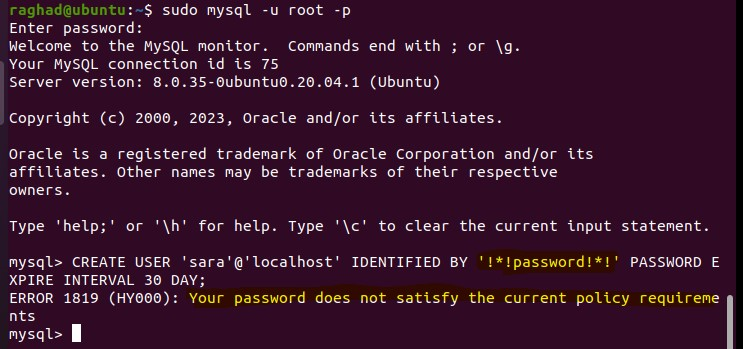 raghad@ubuntu:~$ sudo mysql -u root -p
Enter password:
Welcome to the MySQL monitor.  Commands end with ; or \g.
Your MySQL connection id is 75
Server version: 8.0.35-0ubuntu0.20.04.1 (Ubuntu)

Copyright (c) 2000, 2023, Oracle and/or its affiliates.

Oracle is a registered trademark of Oracle Corporation and/or its
affiliates. Other names may be trademarks of their respective
owners.

Type 'help;' or '\h' for help. Type '\c' to clear the current input statement.

mysql> CREATE USER 'sara'@'localhost' IDENTIFIED BY '!*!password!*!' PASSWORD E
XPIRE INTERVAL 30 DAY;
ERROR 1819 (HY000): Your password does not satisfy the current policy requireme
nts
mysql>